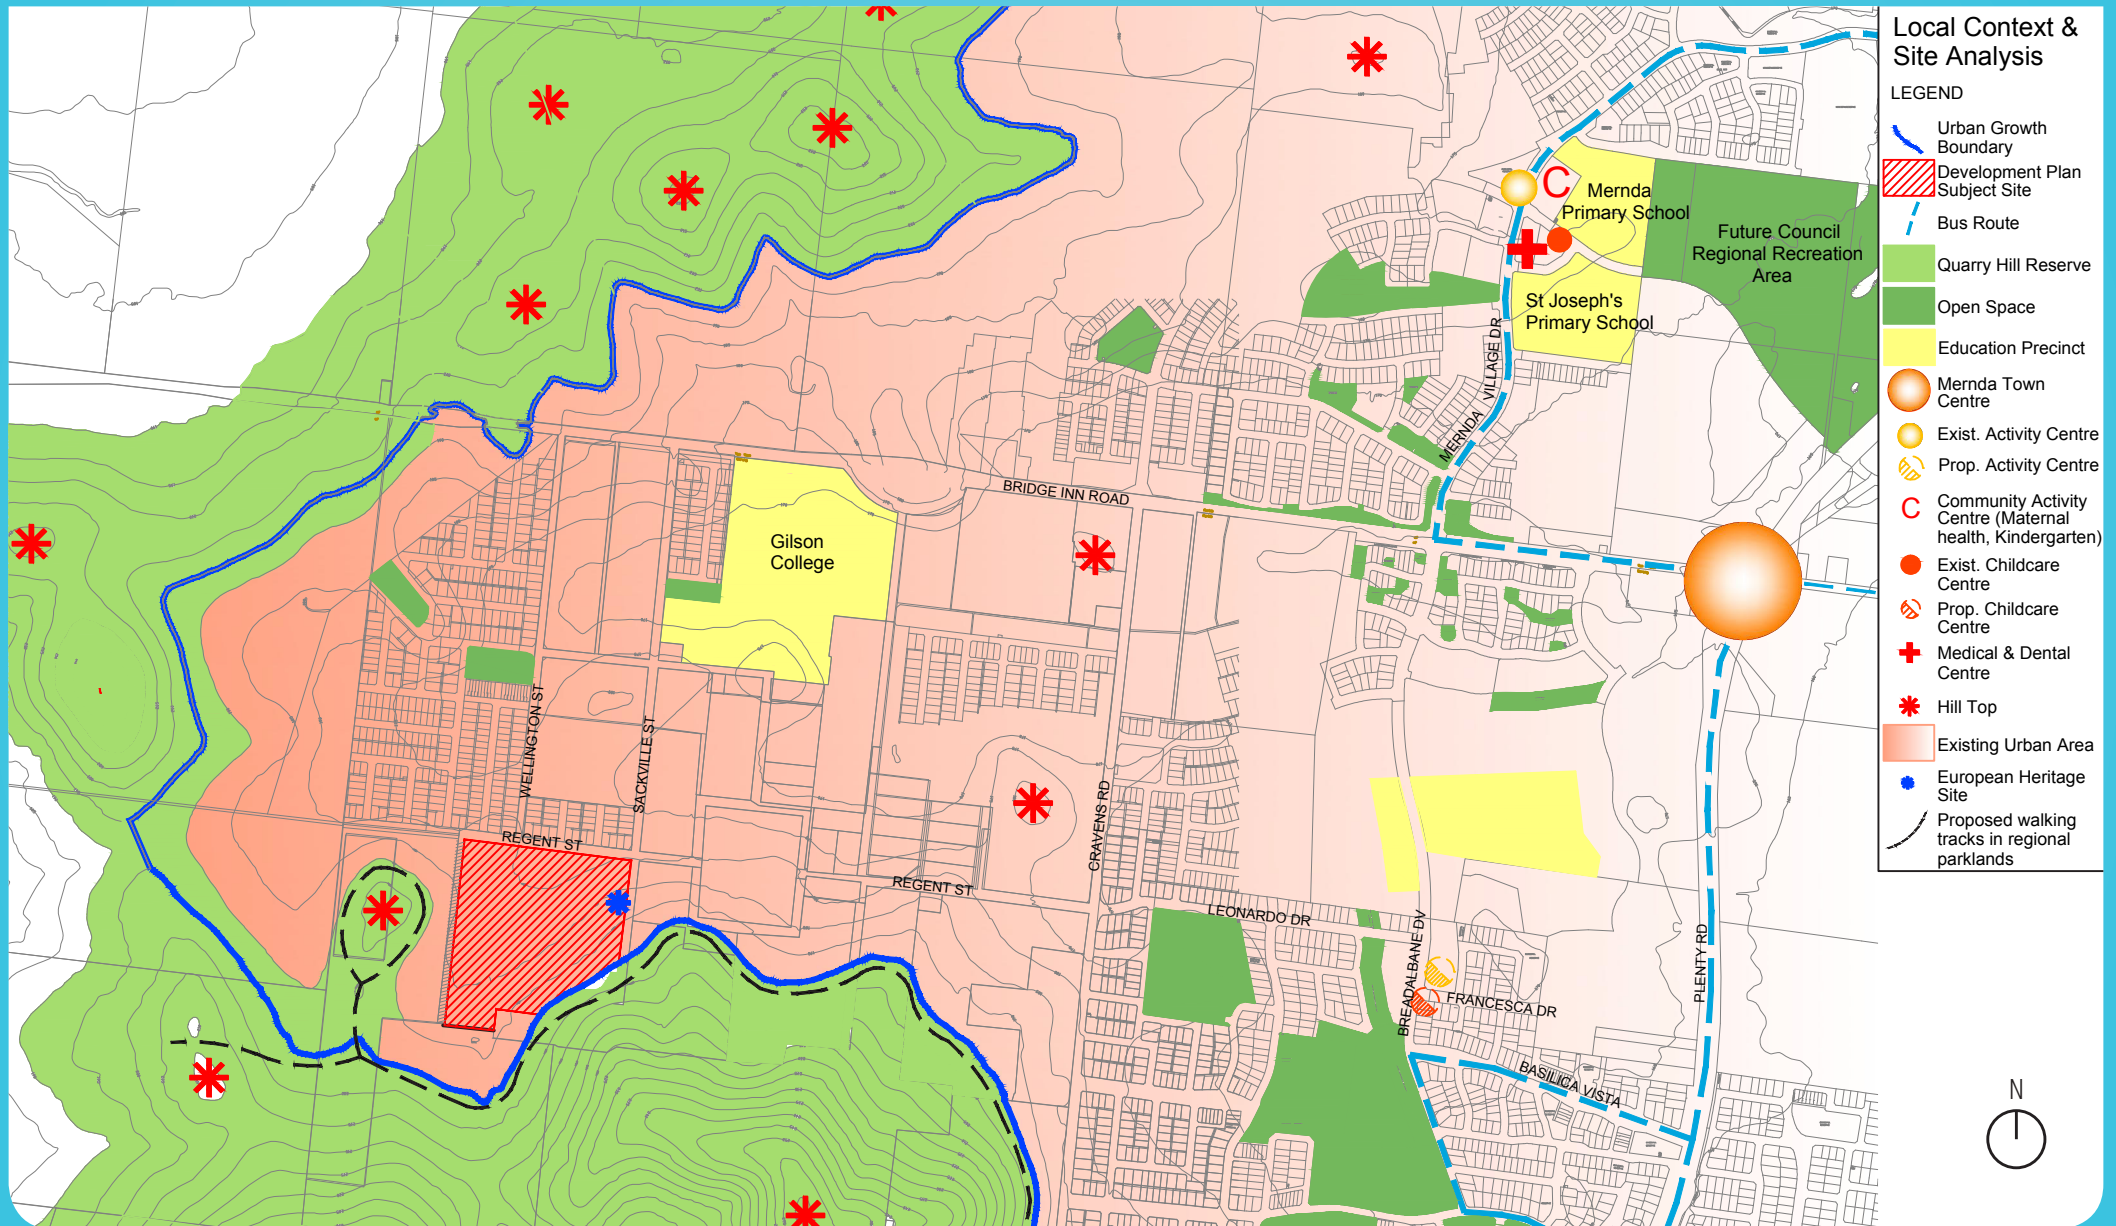 Local Context &
Site Analysis
LEGEND
Urban Growth
Boundary
Development Plan
Subject Site
Bus Route
Quarry Hill Reserve
Open Space
Education Precinct
Mernda Town
Centre
Exist. Activity Centre
Prop. Activity Centre
C
Community Activity
Centre (Maternal
health, Kindergarten)
Exist. Childcare
Centre
Prop. Childcare
Centre
Medical & Dental
Centre
Hill Top
Existing Urban Area
European Heritage
Site
Proposed walking
tracks in regional
parklands
N
C
Mernda
Primary School
Future Council
Regional Recreation
Area
St Joseph's
Primary School
MERNDA VILLAGE DR
BRIDGE INN ROAD
Gilson
College
WELLINGTON ST
SACKVILLE ST
REGENT ST
CRAVENS RD
REGENT ST
LEONARDO DR
BREADALBANE DV
FRANCESCA DR
PLENTY RD
BASILICA VISTA